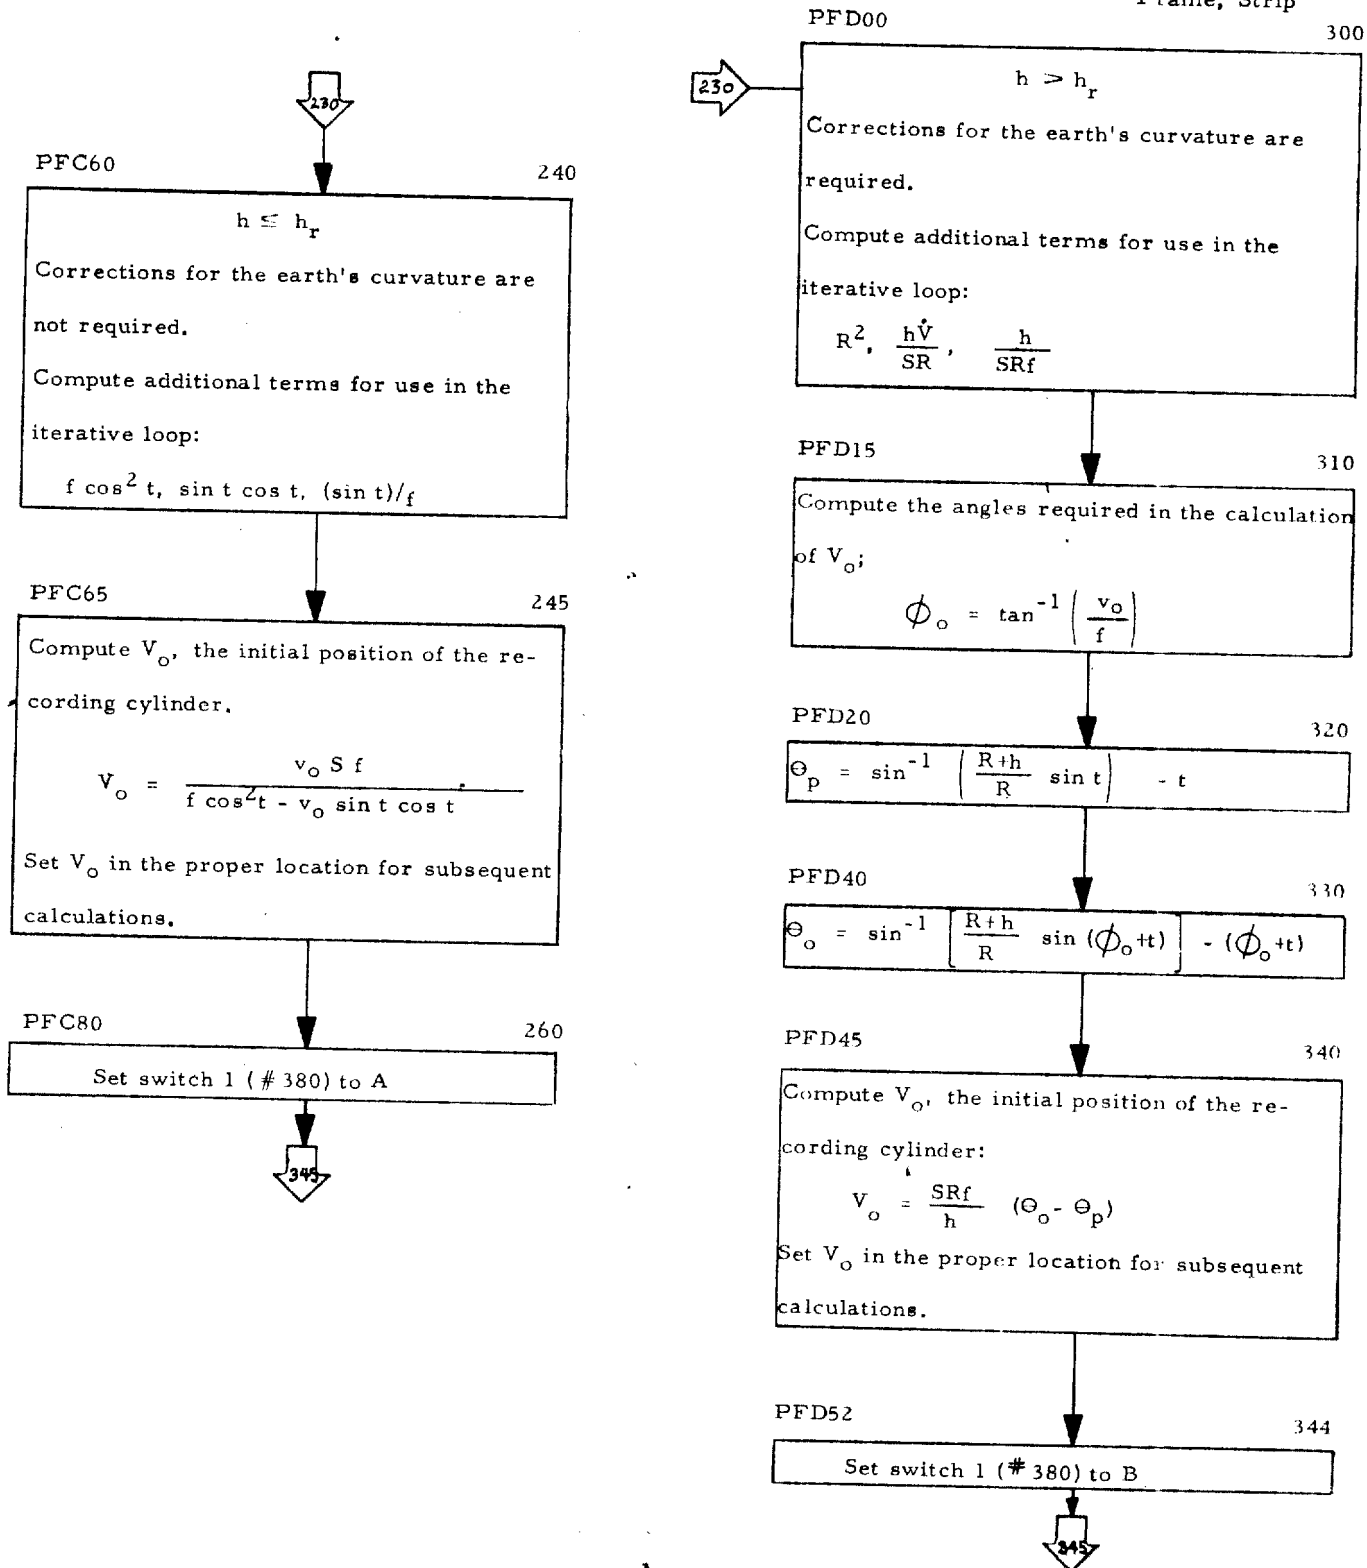 230
PFC60 240
h ≤ h_r
Corrections for the earth's curvature are
not required.
Compute additional terms for use in the
iterative loop:
f cos² t, sin t cos t, (sin t)/f
PFC65 245
Compute V_o, the initial position of the re-
cording cylinder.
V_o = v_o S f / (f cos² t - v_o sin t cos t)
Set V_o in the proper location for subsequent
calculations.
PFC80 260
Set switch 1 (# 380) to A
345
Frame, Strip
PFD00 300
230
h > h_r
Corrections for the earth's curvature are
required.
Compute additional terms for use in the
iterative loop:
R², hV̇/SR, h/SRf
PFD15 310
Compute the angles required in the calculation
of V_o;
ϕ_o = tan⁻¹ (v_o/f)
PFD20 320
Θ_p = sin⁻¹ (R+h/R sin t) - t
PFD40 330
Θ_o = sin⁻¹ [R+h/R sin (ϕ_o+t)] - (ϕ_o+t)
PFD45 340
Compute V_o, the initial position of the re-
cording cylinder:
V_o = SRf/h (Θ_o - Θ_p)
Set V_o in the proper location for subsequent
calculations.
PFD52 344
Set switch 1 (# 380) to B
345